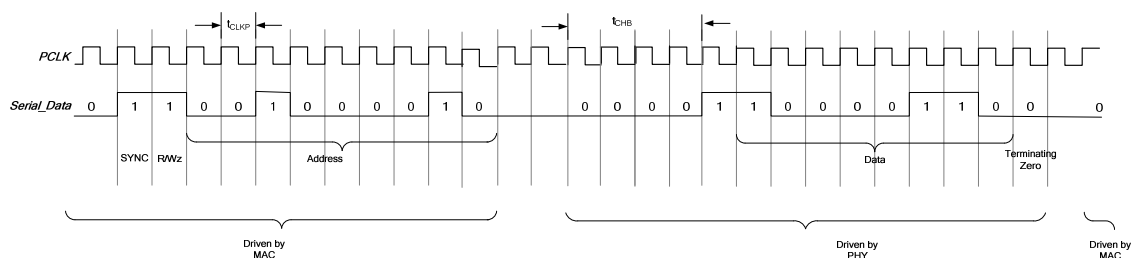 tCLKP tCHB
PCLK
Serial_Data 0 1 1 0 0 1 0 0 0 0 1 0 0 0 0 0 1 1 0 0 0 0 1 1 0 0 0
SYNC R/Wz Address Data Terminating
Zero
Driven by
MAC
Driven by
PHY
Driven by
MAC